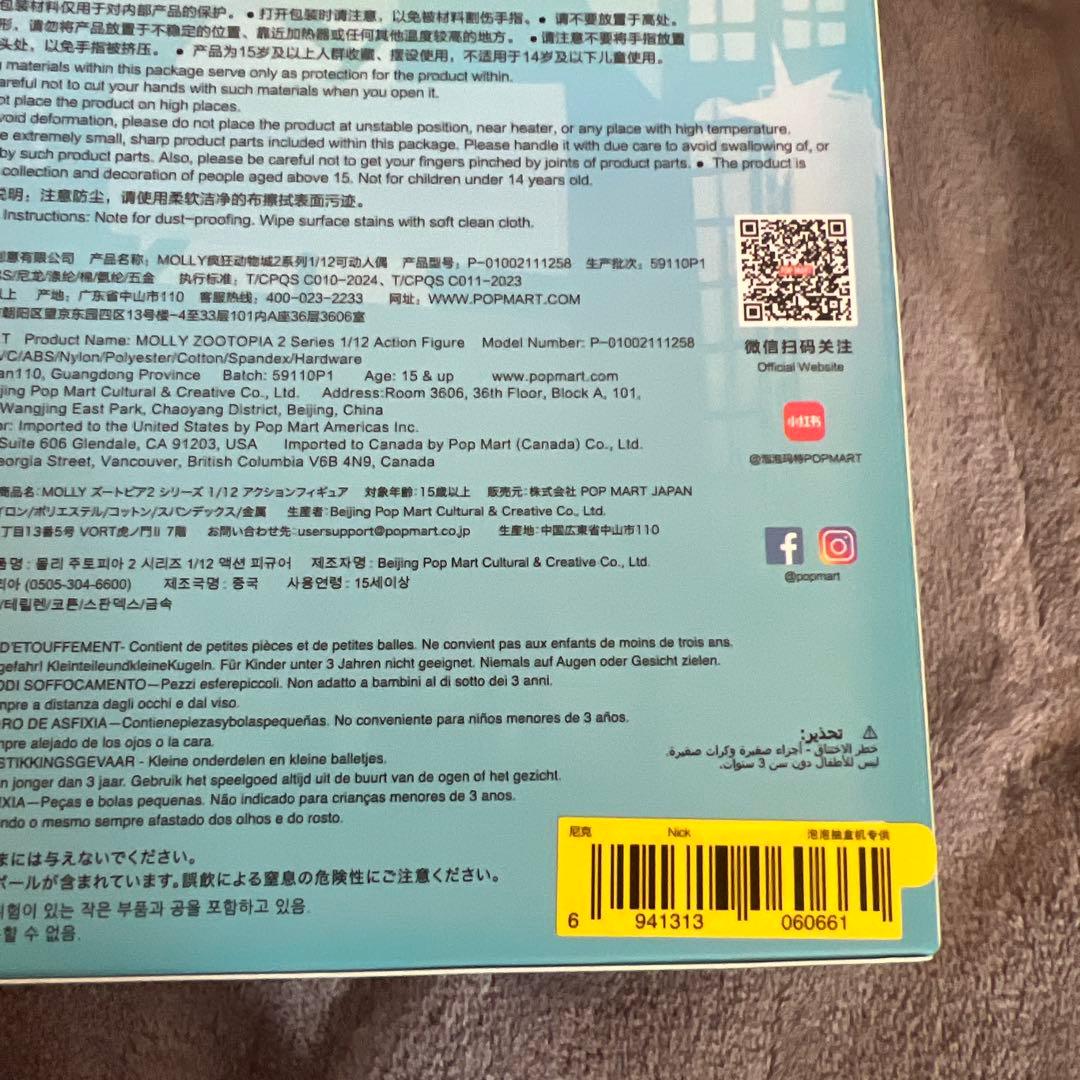 包装材料仅用于对内部产品的保护。 ● 打开包装时请注意，以免被材料割伤手指。 ● 请不要放置于高处。
形，请勿将产品放置于不稳定的位置、靠近加热器或任何其他温度较高的地方。 ● 请注意不要将手指放置
头处，以免手指被挤压。 ● 产品为15岁及以上人群收藏、摆设使用，不适用于14岁及以下儿童使用。
materials within this package serve only as protection for the product within.
areful not to cut your hands with such materials when you open it.
ot place the product on high places.
void deformation, please do not place the product at unstable position, near heater, or any place with high temperature.
e extremely small, sharp product parts included within this package. Please handle it with due care to avoid swallowing of, or
by such product parts. Also, please be careful not to get your fingers pinched by joints of product parts. ● The product is
collection and decoration of people aged above 15. Not for children under 14 years old.
说明：注意防尘，请使用柔软洁净的布擦拭表面污迹。
Instructions: Note for dust-proofing. Wipe surface stains with soft clean cloth.
创意有限公司 产品名称：MOLLY疯狂动物城2系列1/12可动人偶 产品型号：P-01002111258 生产批次：59110P1
BS/尼龙/涤纶/棉/氨纶/五金 执行标准：T/CPQS C010-2024、T/CPQS C011-2023
以上 产地：广东省中山市110 客服热线：400-023-2233 网址：WWW.POPMART.COM
朝阳区望京东园四区13号楼-4至33层101内A座36层3606室
T Product Name: MOLLY ZOOTOPIA 2 Series 1/12 Action Figure Model Number: P-01002111258
VC/ABS/Nylon/Polyester/Cotton/Spandex/Hardware
an110, Guangdong Province Batch: 59110P1 Age: 15 & up www.popmart.com
jing Pop Mart Cultural & Creative Co., Ltd. Address:Room 3606, 36th Floor, Block A, 101,
Wangjing East Park, Chaoyang District, Beijing, China
or: Imported to the United States by Pop Mart Americas Inc.
Suite 606 Glendale, CA 91203, USA Imported to Canada by Pop Mart (Canada) Co., Ltd.
eorgia Street, Vancouver, British Columbia V6B 4N9, Canada
商品名：MOLLY ズートピア2 シリーズ 1/12 アクションフィギュア 対象年齢：15歳以上 販売元：株式会社 POP MART JAPAN
イロン/ポリエステル/コットン/スパンデックス/金属 生産者：Beijing Pop Mart Cultural & Creative Co., Ltd.
丁目13番5号 VORT虎ノ門II 7階 お問い合わせ先：usersupport@popmart.co.jp 生産地：中国広東省中山市110
품명 : 몰리 주토피아 2 시리즈 1/12 액션 피규어 제조자명 : Beijing Pop Mart Cultural & Creative Co., Ltd.
리아 (0505-304-6600) 제조국명 : 중국 사용연령 : 15세이상
/테릴렌/코튼/스판덱스/금속
微信扫码关注
Official Website
小红书
@泡泡玛特POPMART
@popmart
D'ETOUFFEMENT- Contient de petites pièces et de petites balles. Ne convient pas aux enfants de moins de trois ans.
gefahr! KleinteileundkleineKugeln. Für Kinder unter 3 Jahren nicht geeignet. Niemals auf Augen oder Gesicht zielen.
ODI SOFFOCAMENTO—Pezzi esferepiccoli. Non adatto a bambini al di sotto dei 3 anni.
mpre a distanza dagli occhi e dal viso.
RO DE ASFIXIA—Contienepiezasybolaspequeñas. No conveniente para niños menores de 3 años.
mpre alejado de los ojos o la cara.
STIKKINGSGEVAAR - Kleine onderdelen en kleine balletjes.
n jonger dan 3 jaar. Gebruik het speelgoed altijd uit de buurt van de ogen of het gezicht.
IXIA—Peças e bolas pequenas. Não indicado para crianças menores de 3 anos.
ndo o mesmo sempre afastado dos olhos e do rosto.
⚠ تحذير:
خطر الاختناق - أجزاء صغيرة وكرات صغيرة.
ليس للأطفال دون سن 3 سنوات.
まには与えないでください。
ボールが含まれています。誤飲による窒息の危険性にご注意ください。
위험이 있는 작은 부품과 공을 포함하고 있음.
할 수 없음.
尼克 Nick 泡泡抽盒机专供
6 941313 060661